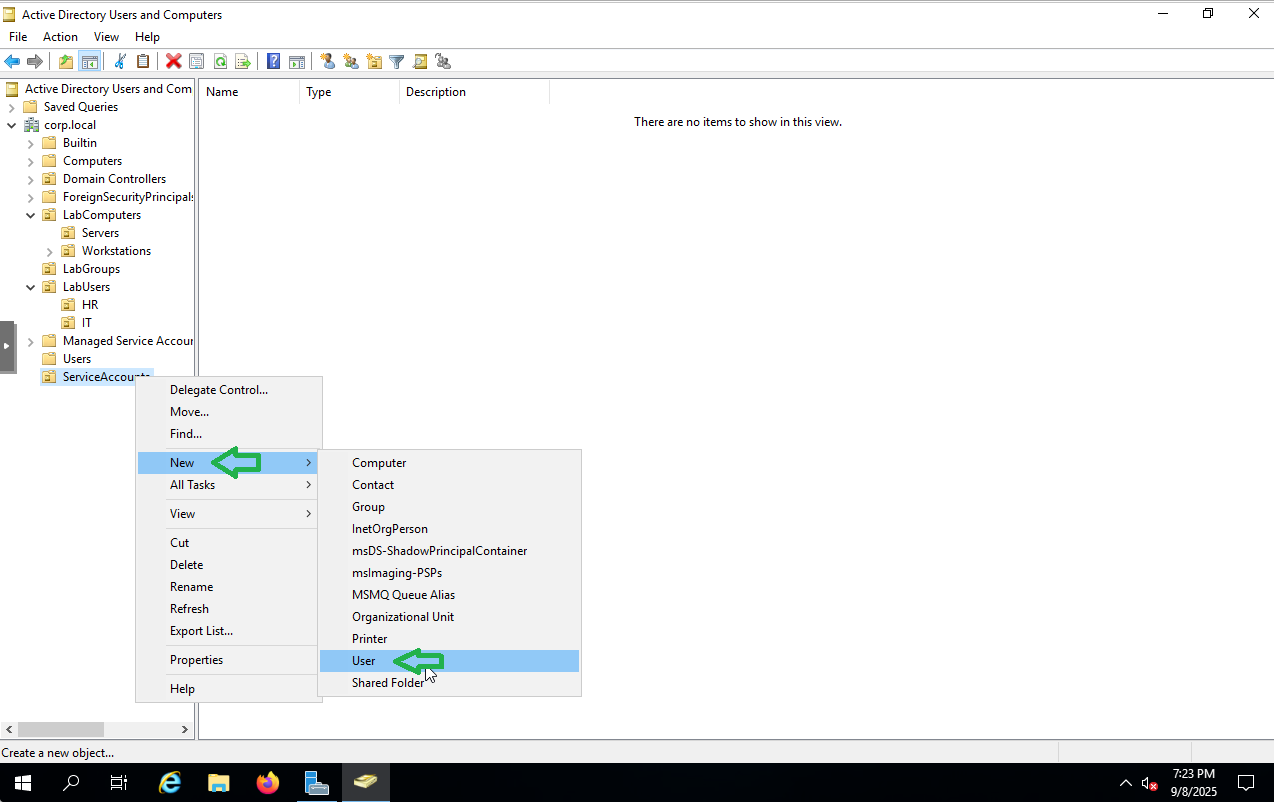 Active Directory Users and Computers
File Action View Help
Active Directory Users and Com
Saved Queries
corp.local
Builtin
Computers
Domain Controllers
ForeignSecurityPrincipals
LabComputers
Servers
Workstations
LabGroups
LabUsers
HR
IT
Managed Service Accour
Users
ServiceAccounts
Name Type Description
There are no items to show in this view.
Delegate Control...
Move...
Find...
New
All Tasks
View
Cut
Delete
Rename
Refresh
Export List...
Properties
Help
Computer
Contact
Group
InetOrgPerson
msDS-ShadowPrincipalContainer
msImaging-PSPs
MSMQ Queue Alias
Organizational Unit
Printer
User
Shared Folder
Create a new object...
7:23 PM
9/8/2025